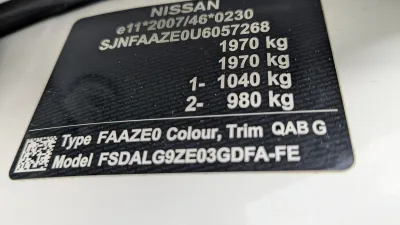 NISSAN
e11*2007/46*0230
SJNFAAZE0U6057268
1970 kg
1970 kg
1- 1040 kg
2- 980 kg
Type FAAZE0 Colour, Trim QAB G
Model FSDALG9ZE03GDFA-FE